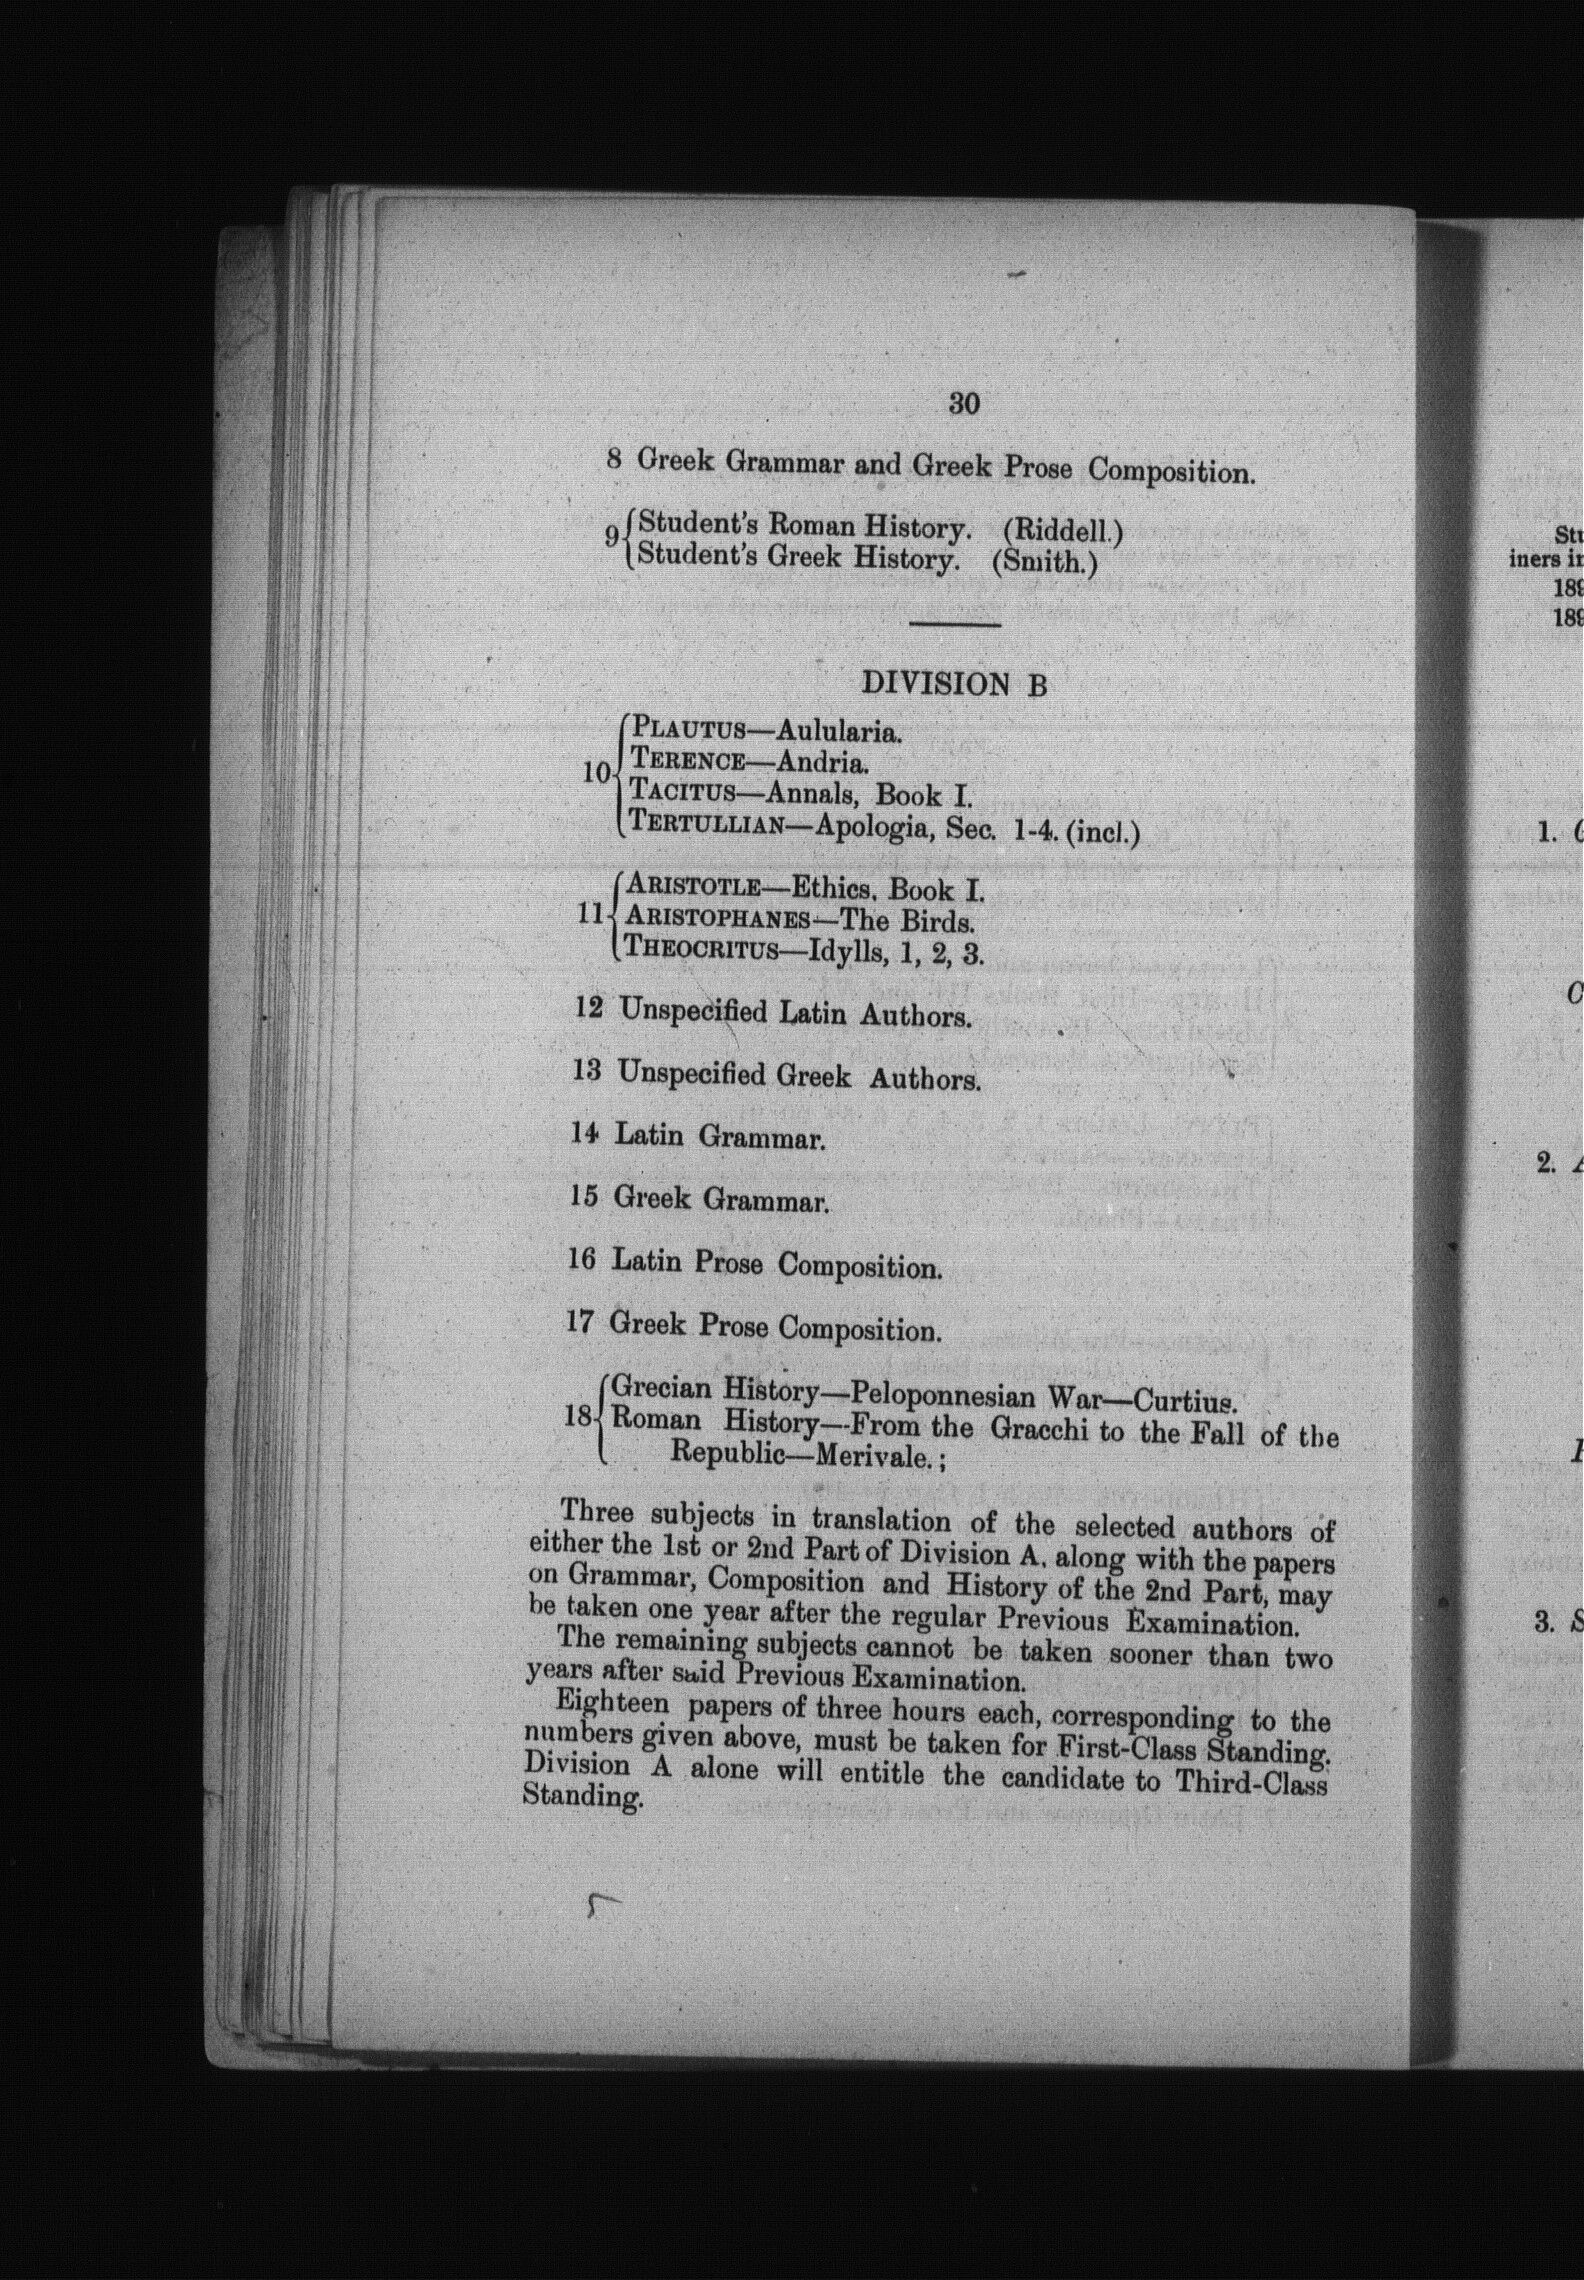 30
8 Greek Grammar and Greek Prose Composition.
9 Student's Roman History. (Riddell.)
Student's Greek History. (Smith.)
DIVISION B
PLAUTUS—Aulularia.
TERENCE—Andria.
10
TACITUS—Annals, Book I.
TERTULLIAN—Apologia, Sec. 1-4. (incl.)
ARISTOTLE—Ethics, Book I.
11 ARISTOPHANES—The Birds.
THEOCRITUS—Idylls, 1, 2, 3.
12 Unspecified Latin Authors.
13 Unspecified Greek Authors.
14 Latin Grammar.
15 Greek Grammar.
16 Latin Prose Composition.
17 Greek Prose Composition.
Grecian History—Peloponnesian War—Curtius.
18 Roman History—From the Gracchi to the Fall of the
Republic—Merivale. ;
Three subjects in translation of the selected authors of
either the 1st or 2nd Part of Division A, along with the papers
on Grammar, Composition and History of the 2nd Part, may
be taken one year after the regular Previous Examination.
The remaining subjects cannot be taken sooner than two
years after said Previous Examination.
Eighteen papers of three hours each, corresponding to the
numbers given above, must be taken for First-Class Standing.
Division A alone will entitle the candidate to Third-Class
Standing.
Stu
iners in
189
189
1.
2.
3. S